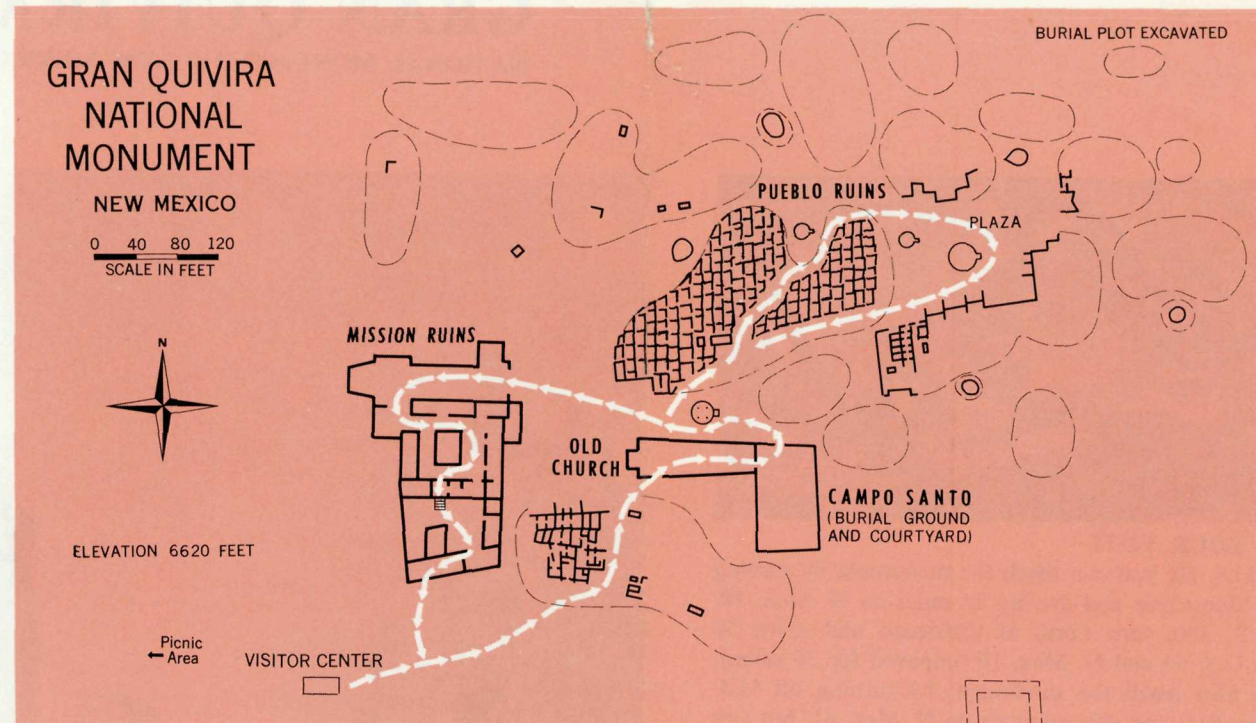 GRAN QUIVIRA
NATIONAL
MONUMENT
NEW MEXICO
0 40 80 120
SCALE IN FEET
BURIAL PLOT EXCAVATED
PUEBLO RUINS
PLAZA
N
MISSION RUINS
OLD
CHURCH
CAMPO SANTO
(BURIAL GROUND
AND COURTYARD)
ELEVATION 6620 FEET
Picnic
Area
VISITOR CENTER